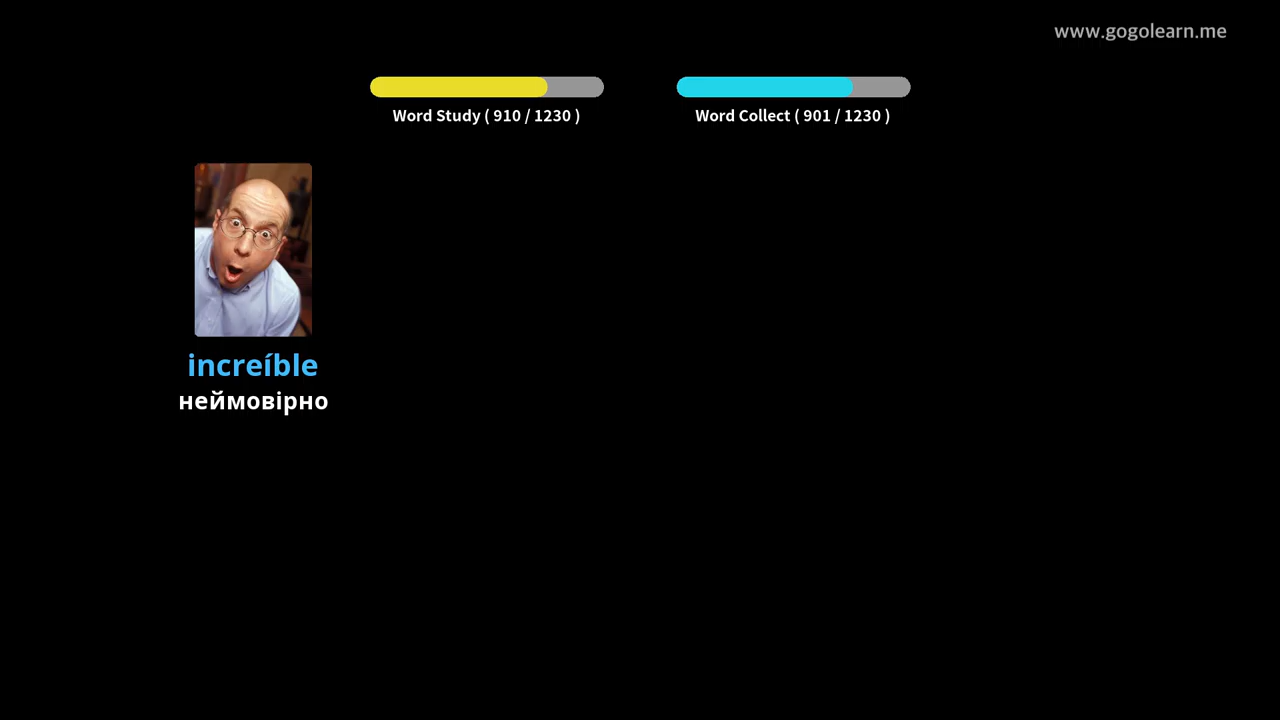 www.gogolearn.me
Word Study ( 910 / 1230 )
Word Collect ( 901 / 1230 )
increíble
неймовірно